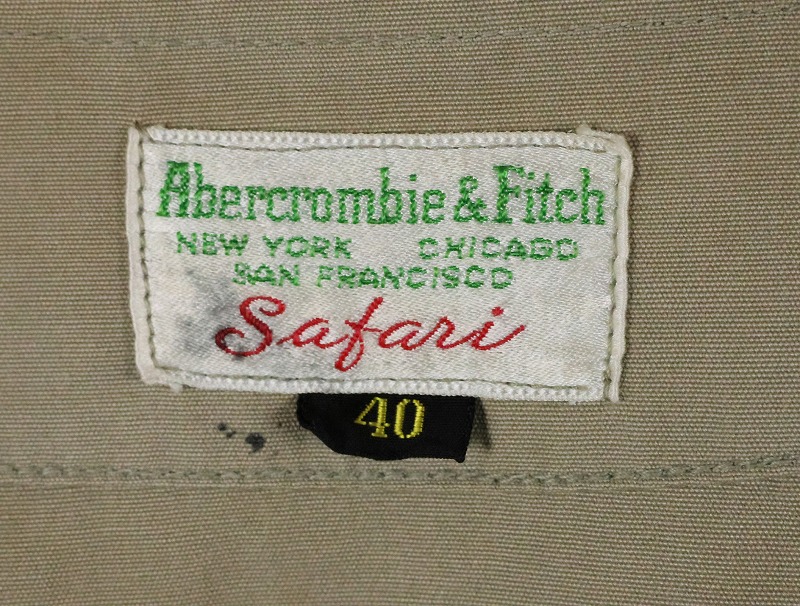 Abercrombie & Fitch
NEW YORK CHICAGO
SAN FRANCISCO
Safari
40